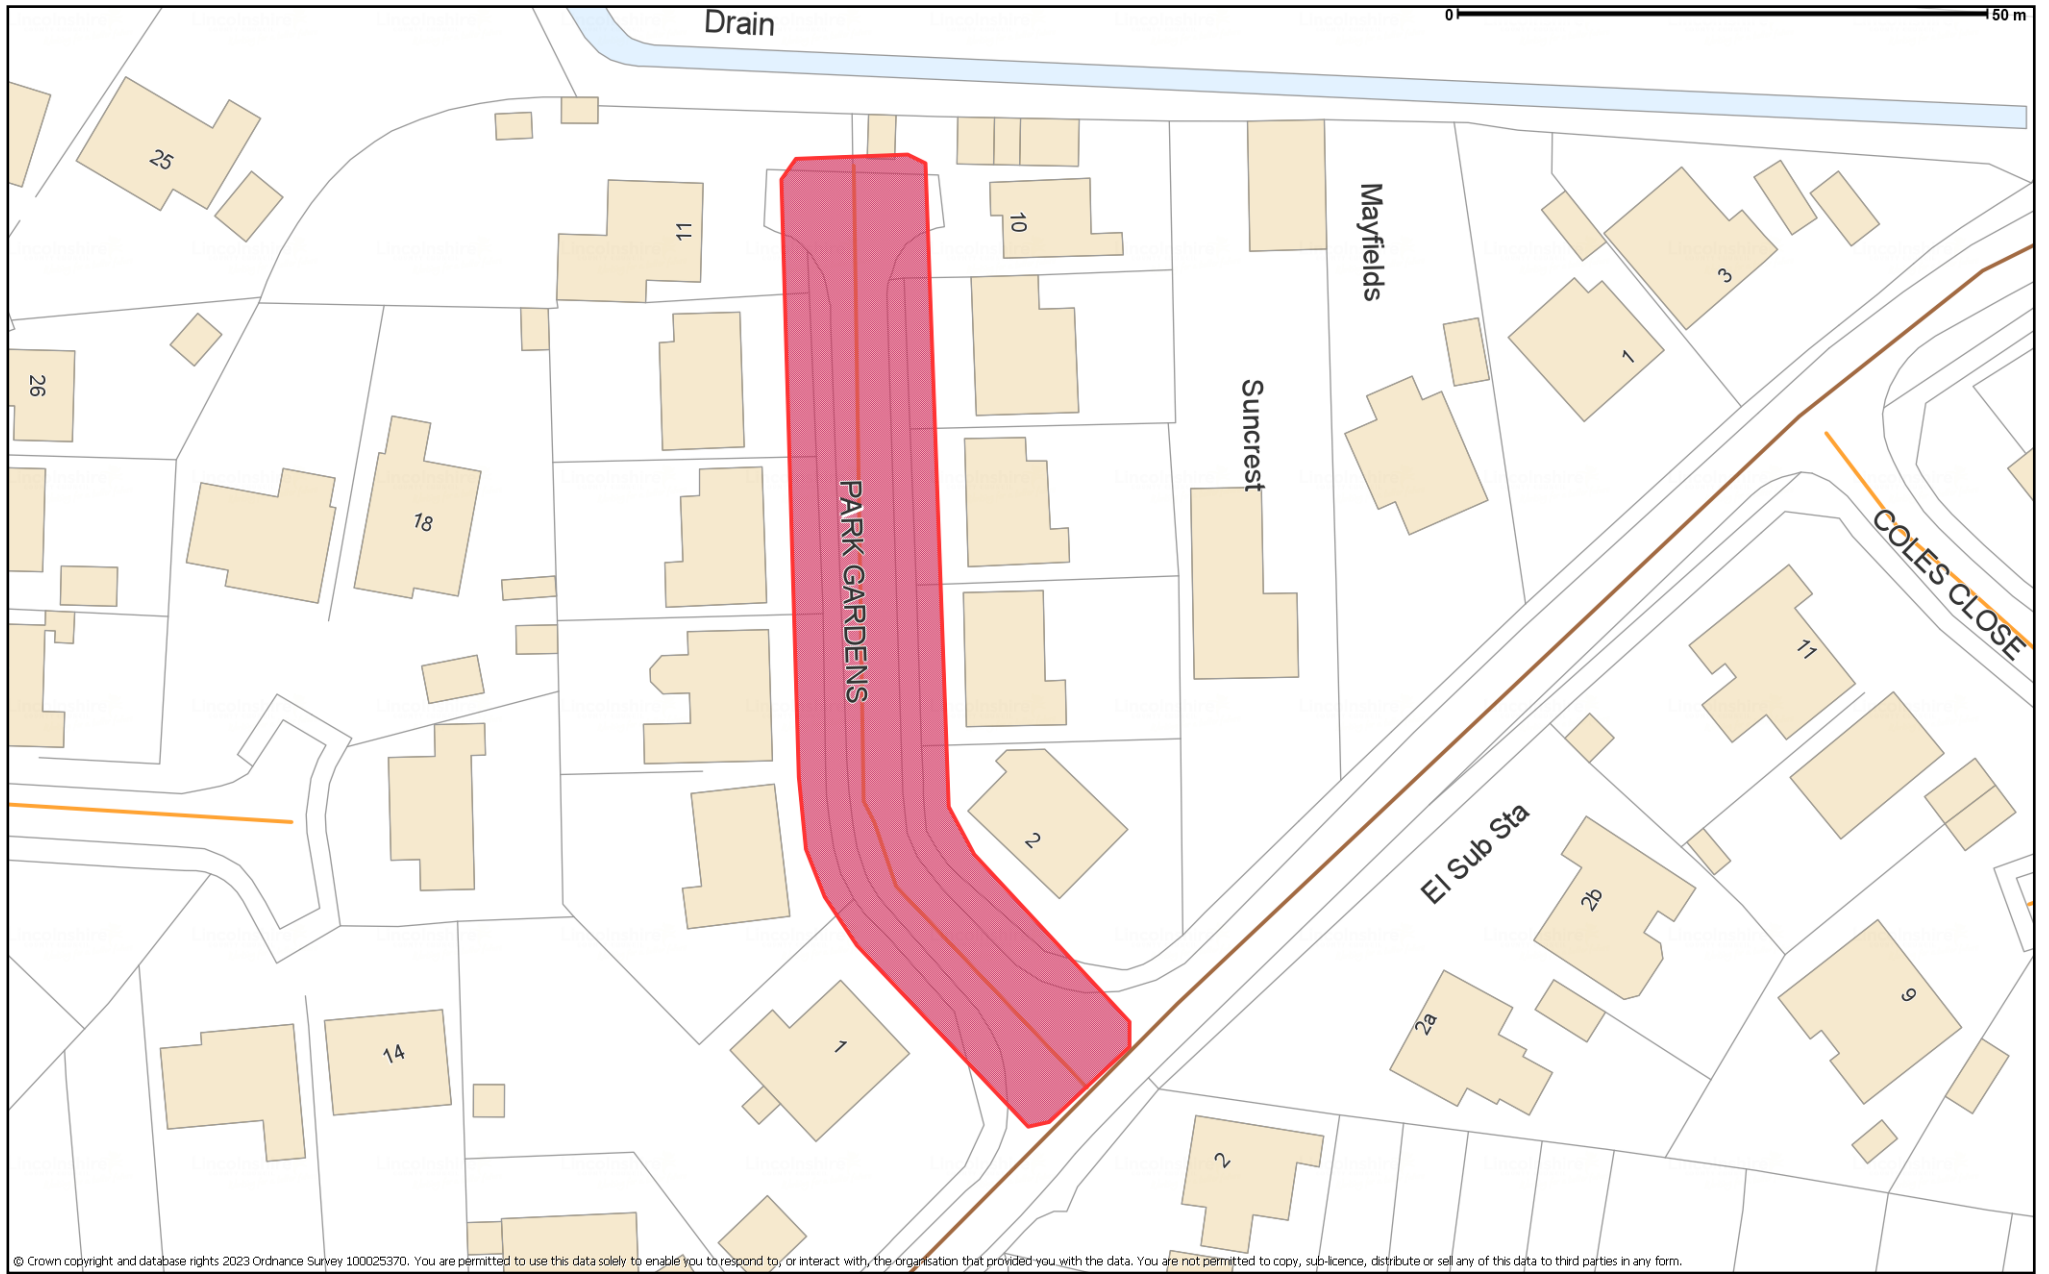 Drain
0 50 m
25
11
10
Mayfields
3
1
26
Suncrest
18
PARK GARDENS
COLES CLOSE
11
2
El Sub Sta
2b
2a
9
1
14
2
© Crown copyright and database rights 2023 Ordnance Survey 100025370. You are permitted to use this data solely to enable you to respond to, or interact with, the organisation that provided you with the data. You are not permitted to copy, sub-licence, distribute or sell any of this data to third parties in any form.